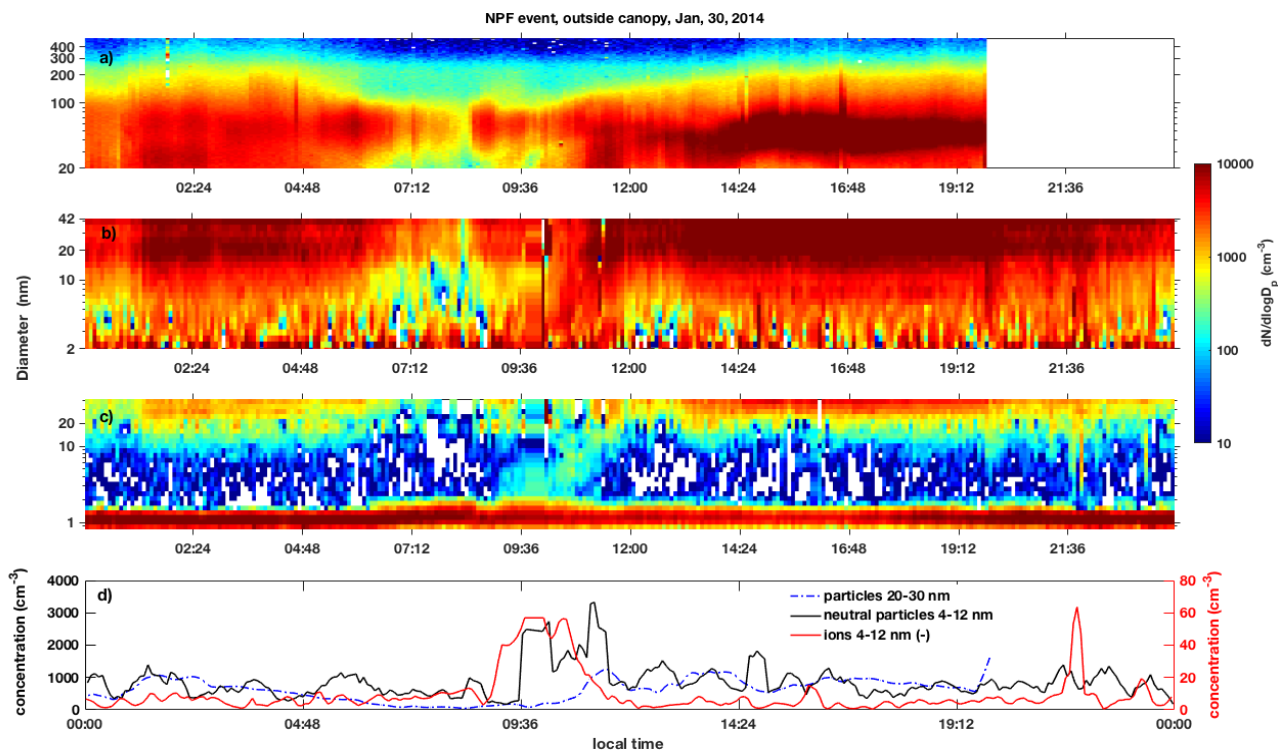 NPF event, outside canopy, Jan, 30, 2014
a)
400
300
200
100
20
02:24 04:48 07:12 09:36 12:00 14:24 16:48 19:12 21:36
b)
42
20
10
2
02:24 04:48 07:12 09:36 12:00 14:24 16:48 19:12 21:36
Diameter (nm)
c)
20
10
1
02:24 04:48 07:12 09:36 12:00 14:24 16:48 19:12 21:36
10000
1000
100
10
dN/dlogDp (cm-3)
d)
4000
3000
2000
1000
0
concentration (cm-3)
particles 20-30 nm
neutral particles 4-12 nm
ions 4-12 nm (-)
80
60
40
20
0
concentration (cm-3)
00:00 04:48 09:36 14:24 19:12 00:00
local time